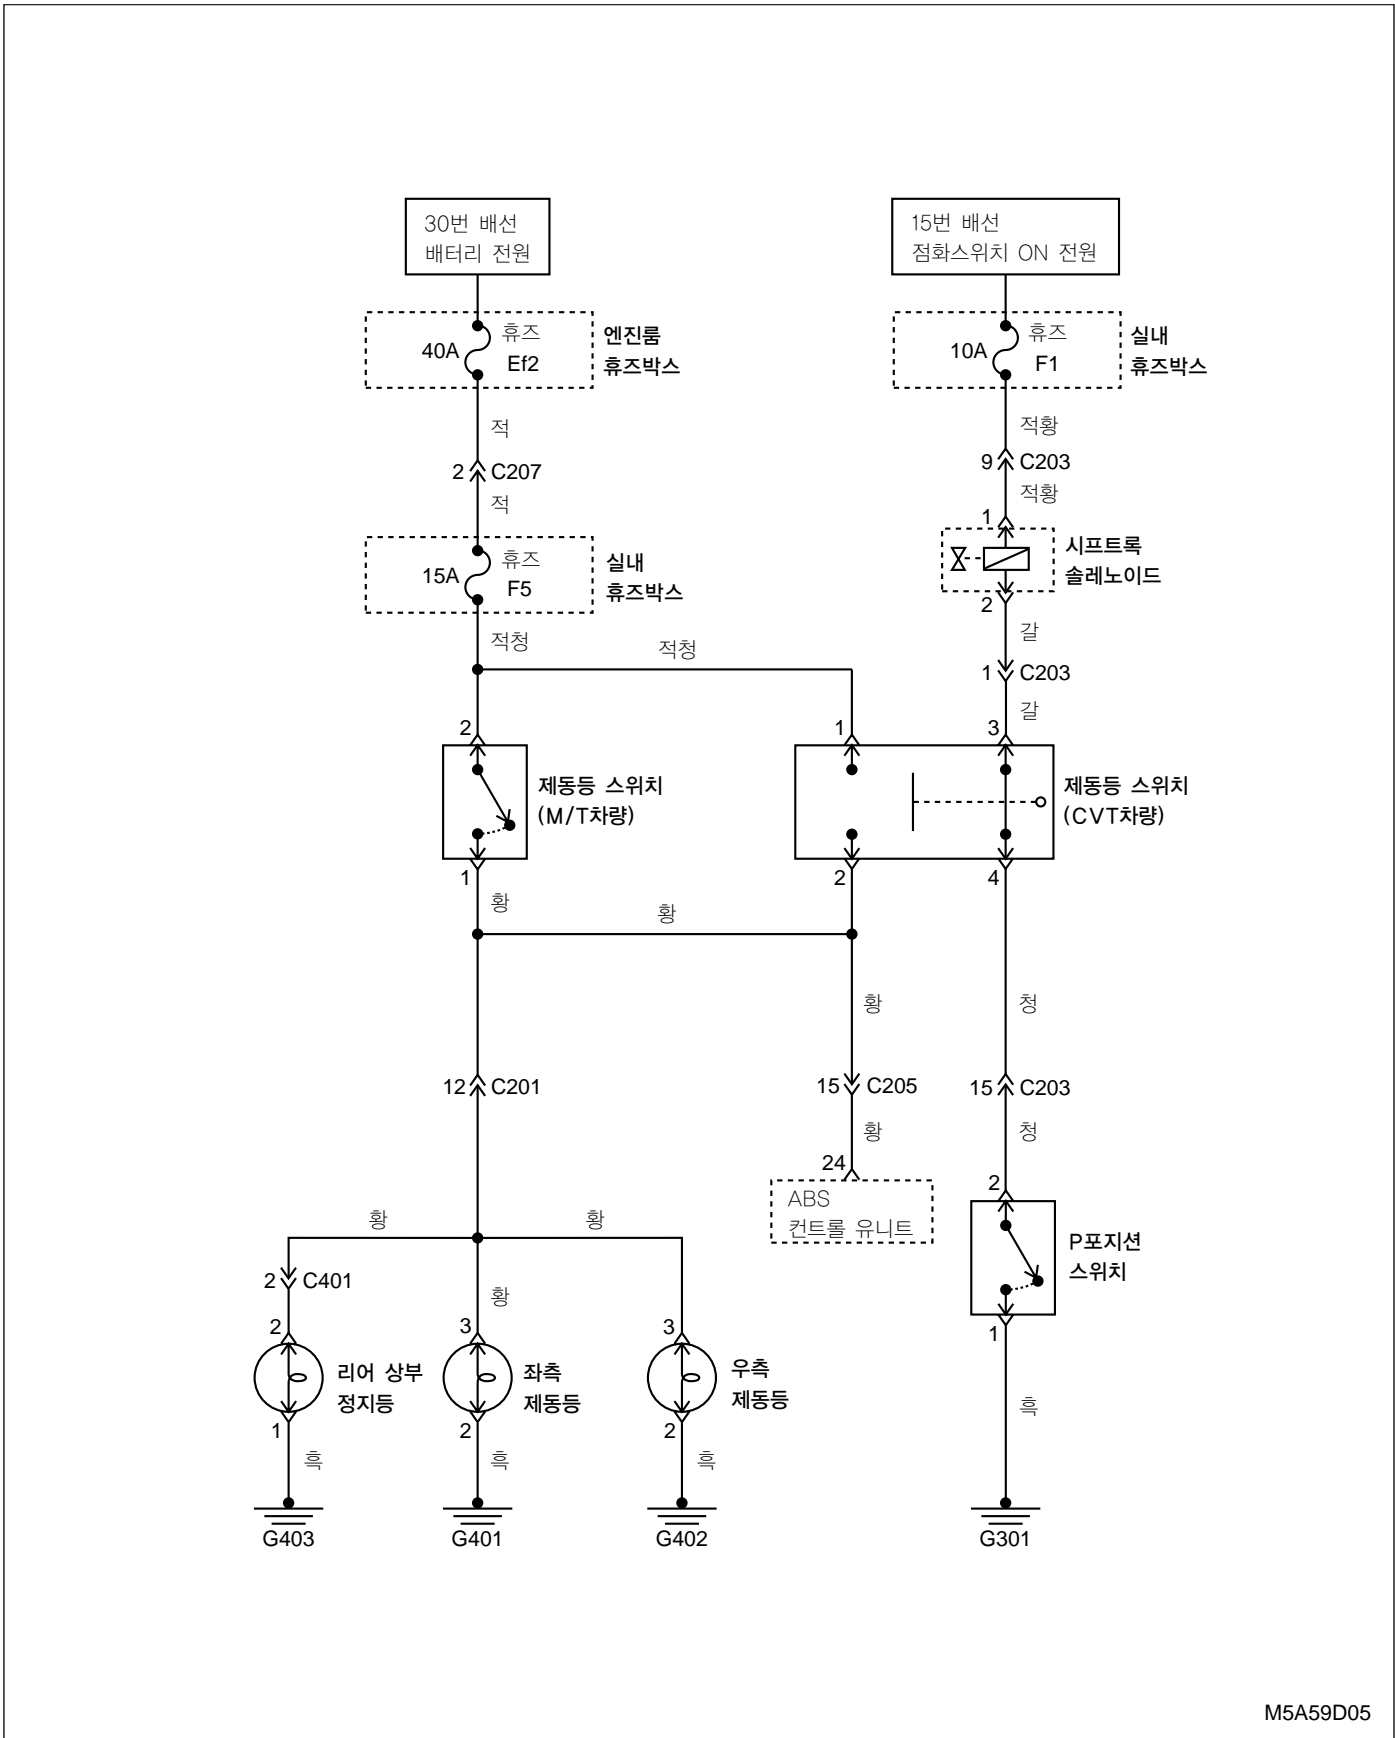 30번 배선
배터리 전원
15번 배선
점화스위치 ON 전원
40A
휴즈
Ef2
엔진룸
휴즈박스
10A
휴즈
F1
실내
휴즈박스
적
적황
2 C207
9 C203
적
적황
1
15A
휴즈
F5
실내
휴즈박스
시프트록
솔레노이드
2
갈
적청
적청
1 C203
갈
2
1
3
제동등 스위치
(M/T차량)
제동등 스위치
(CVT차량)
1
2
4
황
황
황
청
12 C201
15 C205
15 C203
황
청
24
2
ABS
컨트롤 유니트
황
황
P포지션
스위치
2 C401
황
1
2
3
3
리어 상부
정지등
좌측
제동등
우측
제동등
1
2
2
흑
흑
흑
흑
G403
G401
G402
G301
M5A59D05